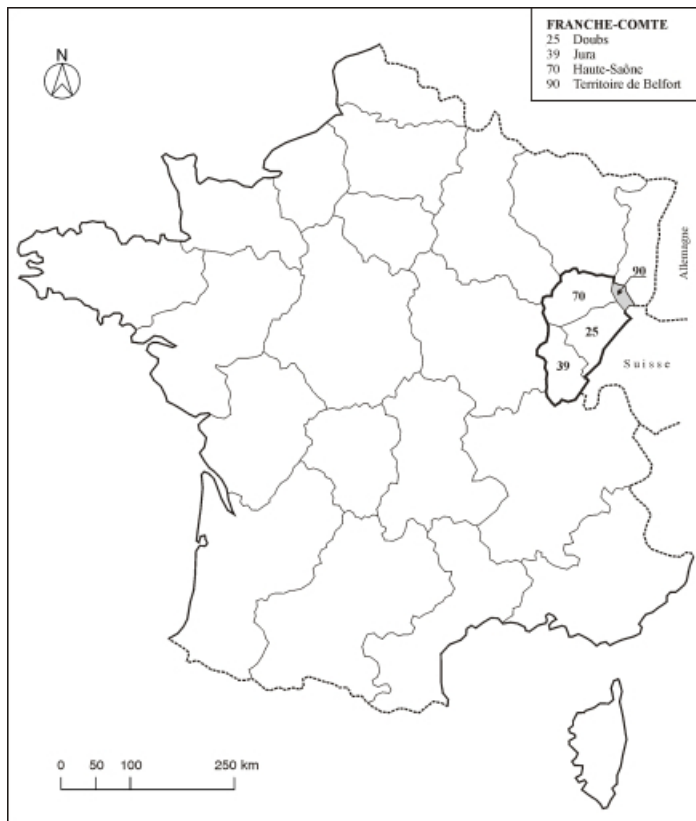 FRANCHE-COMTE
25 Doubs
39 Jura
70 Haute-Saône
90 Territoire de Belfort
N
Allemagne
90
70
25
39
Suisse
0 50 100 250 km